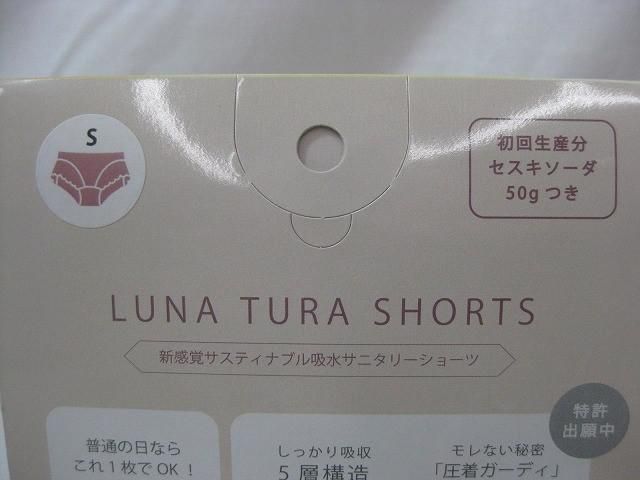 S
初回生産分
セスキソーダ
50gつき
LUNA TURA SHORTS
新感覚サスティナブル吸水サニタリーショーツ
特許
出願中
普通の日なら
これ1枚でOK！
しっかり吸収
5層構造
モレない秘密
「圧着ガーディ」